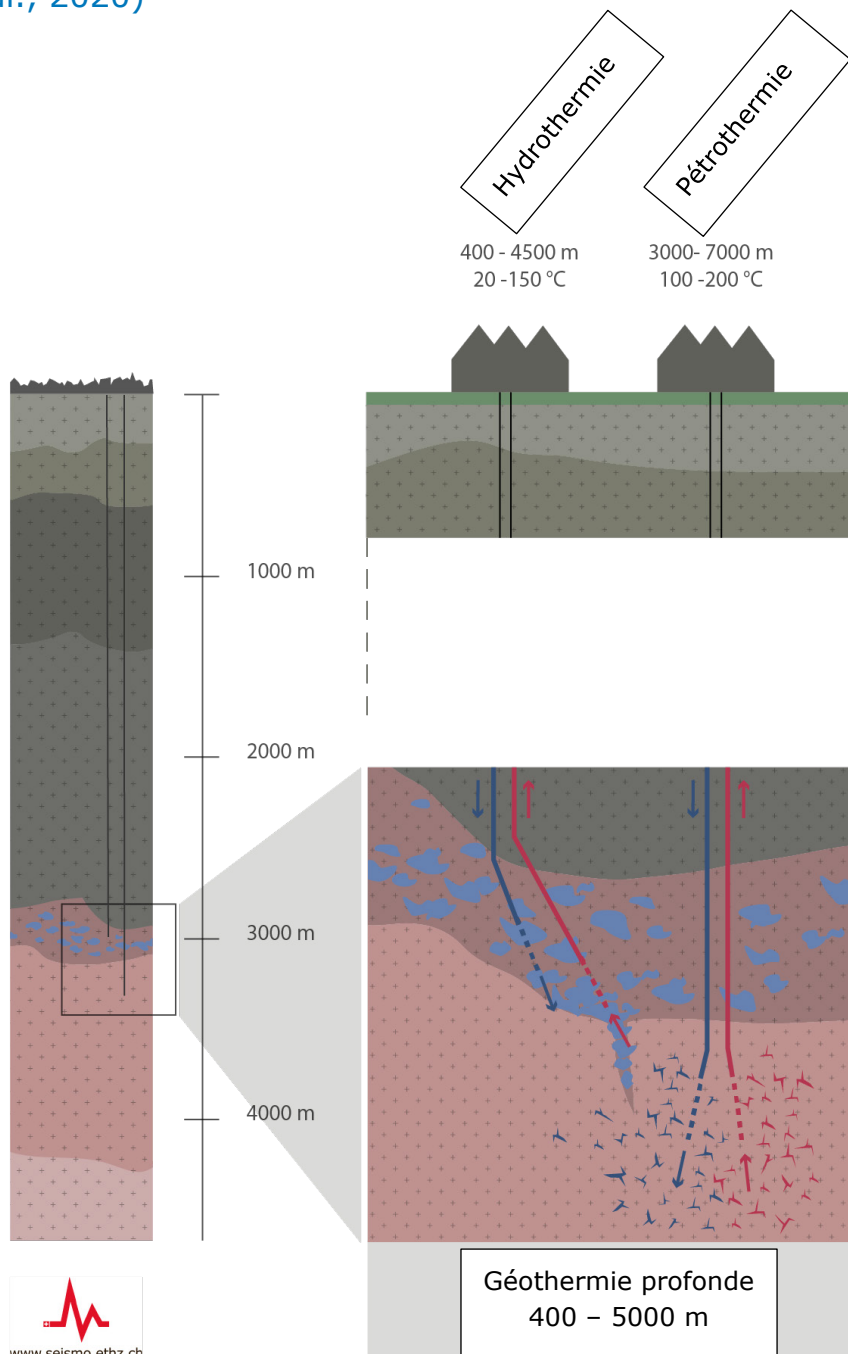 2020)
Hydrothermie
Pétrothermie
400 - 4500 m
20 -150 °C
3000- 7000 m
100 -200 °C
1000 m
2000 m
3000 m
4000 m
Géothermie profonde
400 – 5000 m
www.seismo.ethz.ch